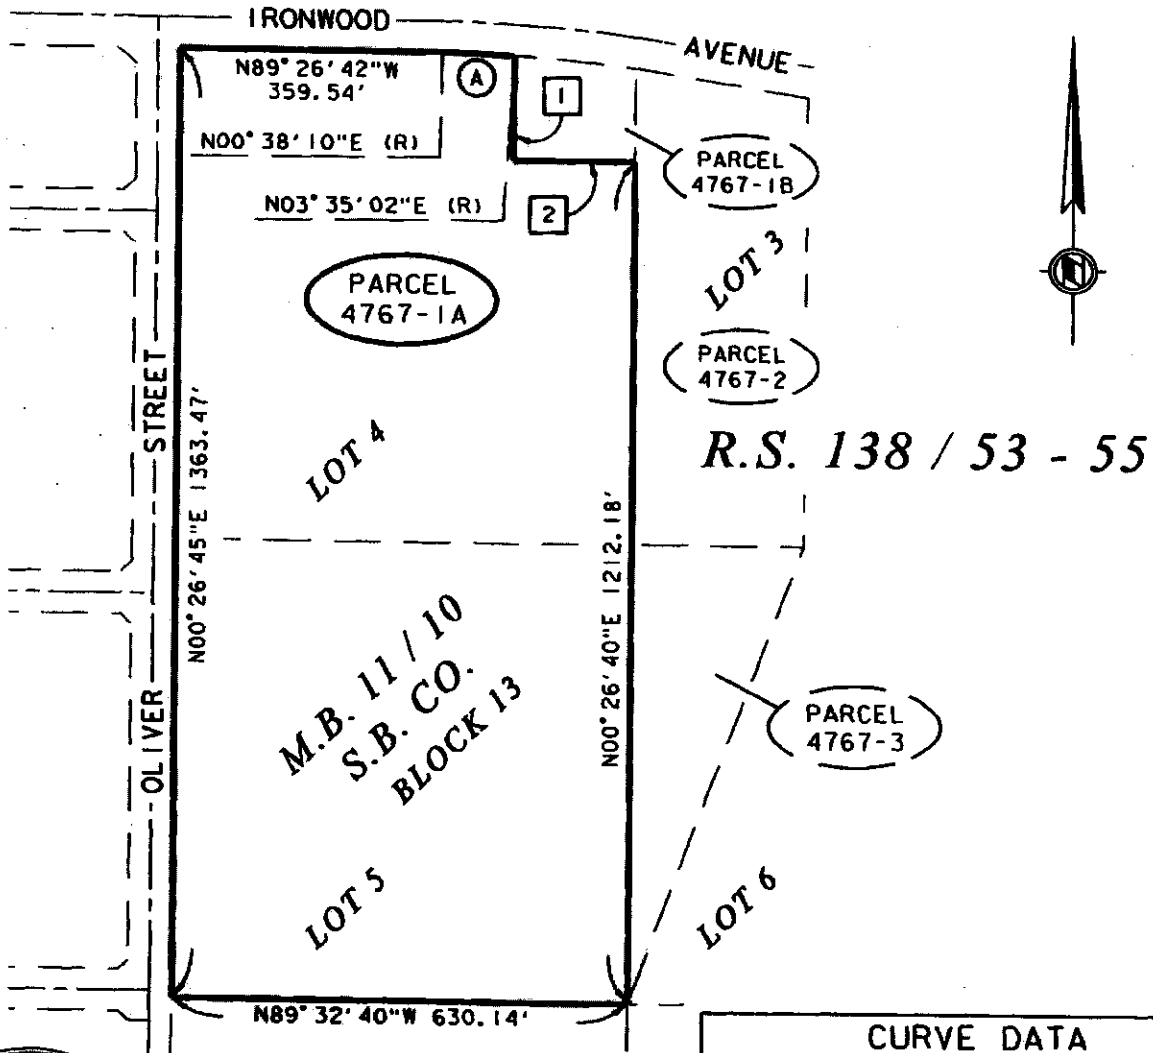 IRONWOOD
AVENUE
N89°26'42"W
359.54'
A
1
N00°38'10"E (R)
PARCEL
4767-1B
N03°35'02"E (R)
2
LOT 3
PARCEL
4767-1A
PARCEL
4767-2
OLIVER STREET
N00°26'45"E 1363.47'
LOT 4
R.S. 138 / 53 - 55
N00°26'40"E 1212.18'
M.B. 11 / 10
S.B. CO.
BLOCK 13
PARCEL
4767-3
LOT 5
LOT 6
N89°32'40"W 630.14'
CURVE DATA